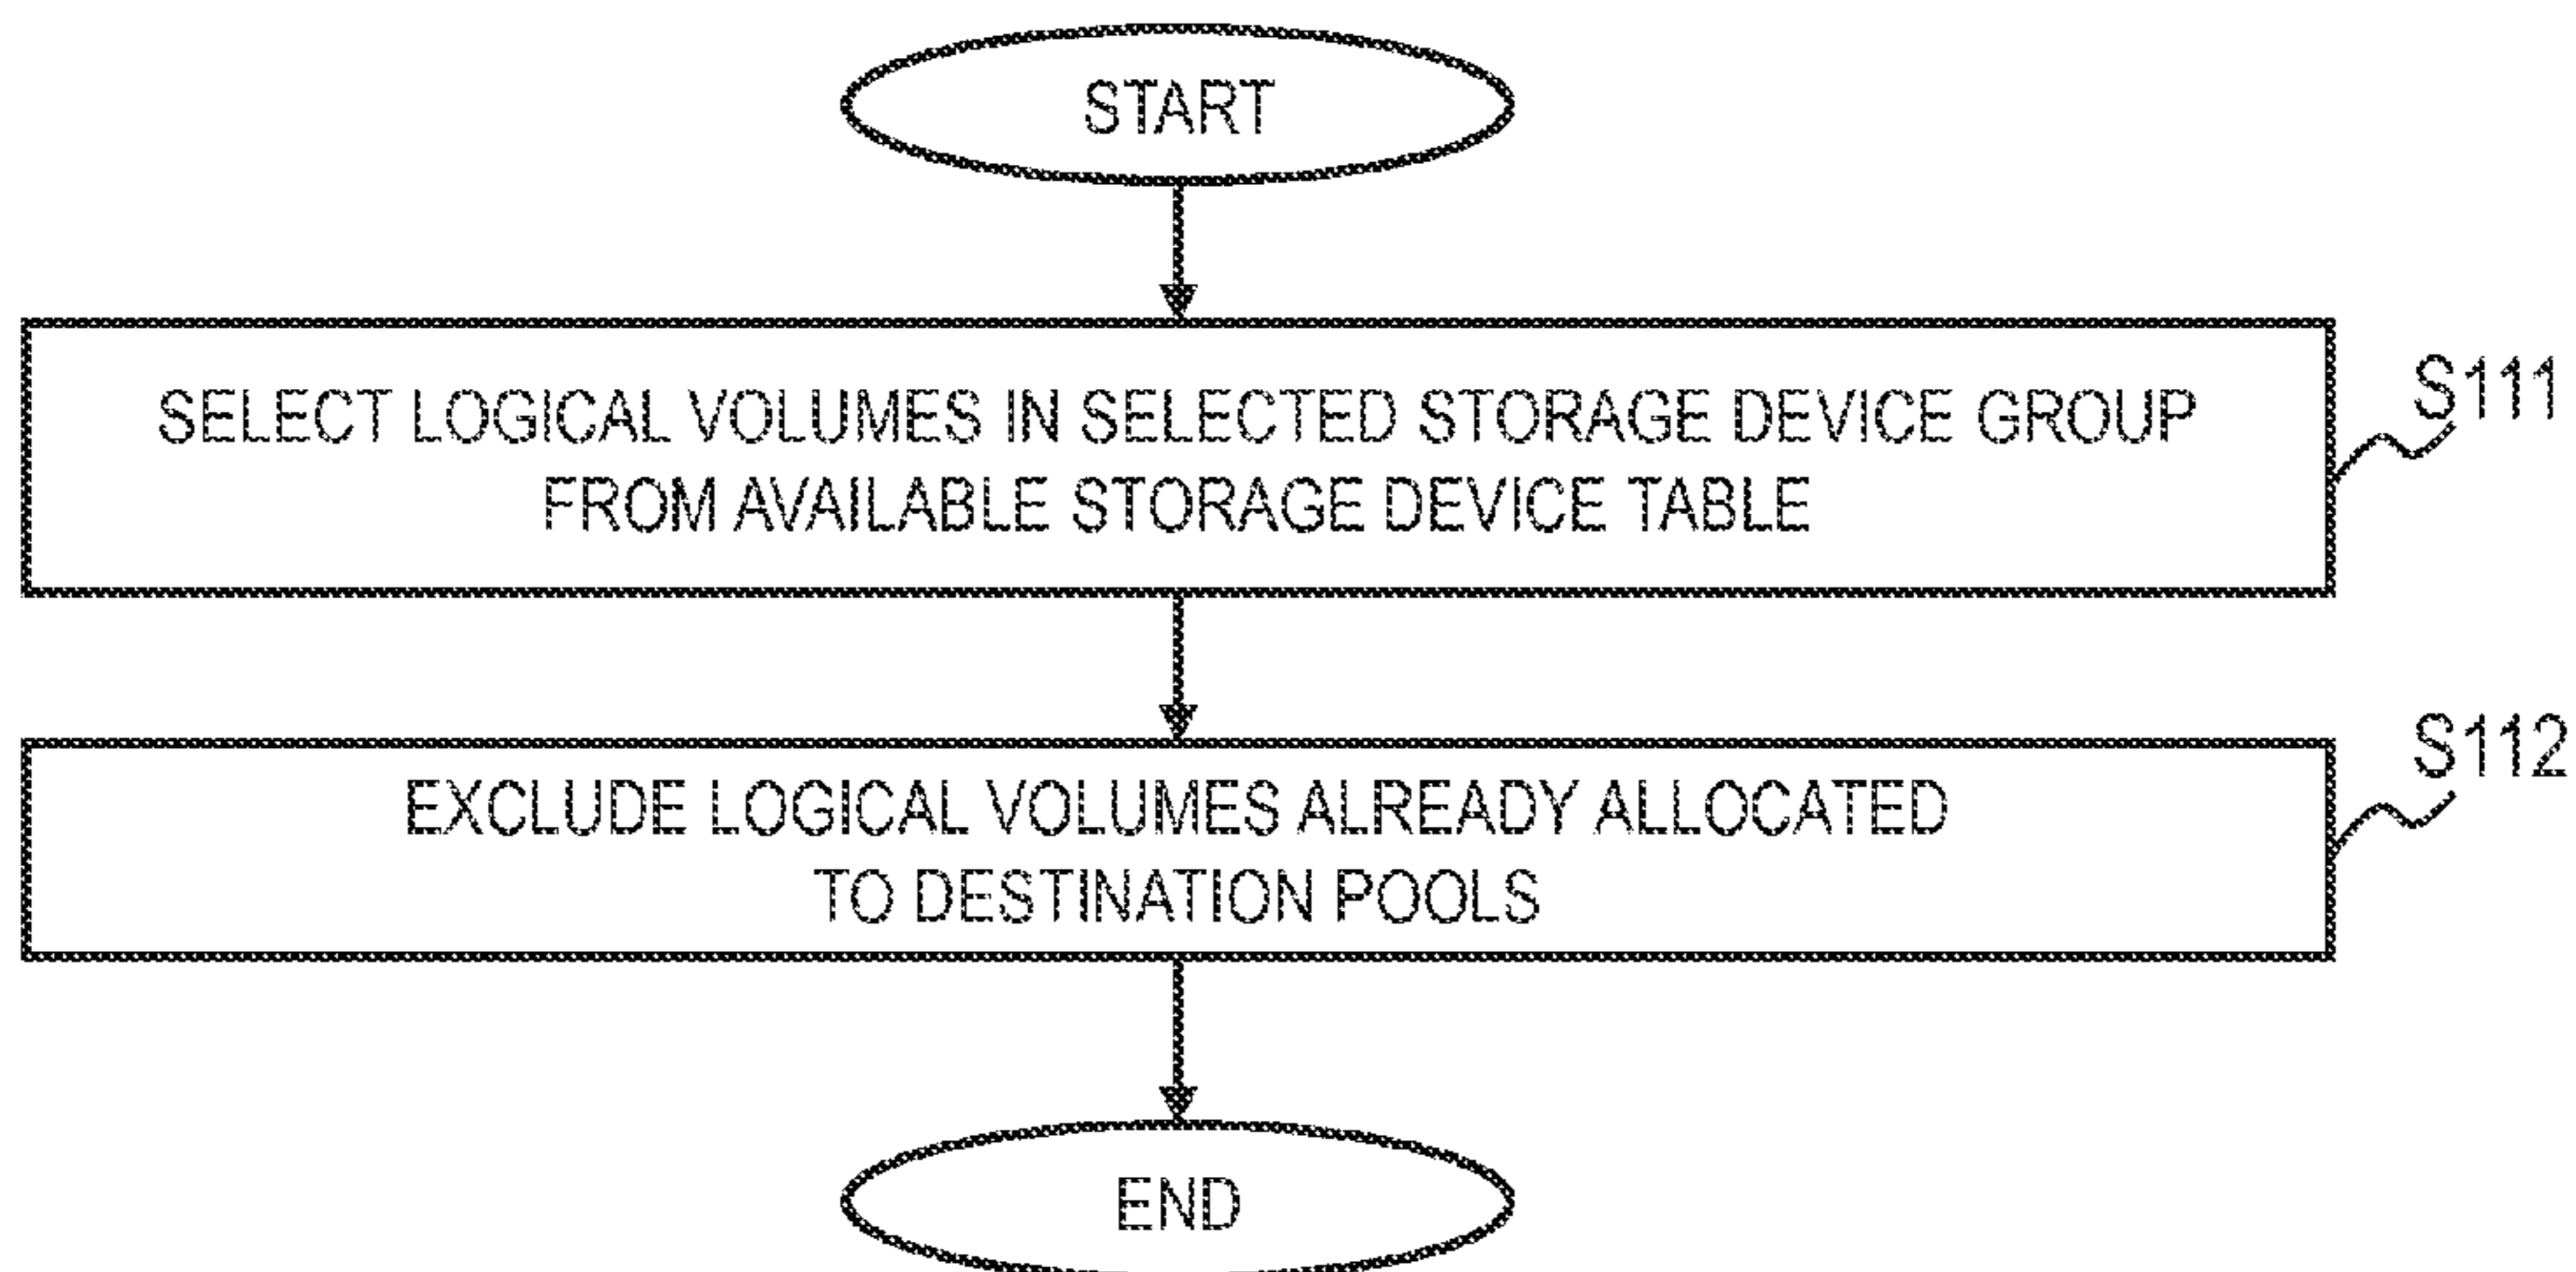 START
SELECT LOGICAL VOLUMES IN SELECTED STORAGE DEVICE GROUP
FROM AVAILABLE STORAGE DEVICE TABLE
S111
EXCLUDE LOGICAL VOLUMES ALREADY ALLOCATED
TO DESTINATION POOLS
S112
END